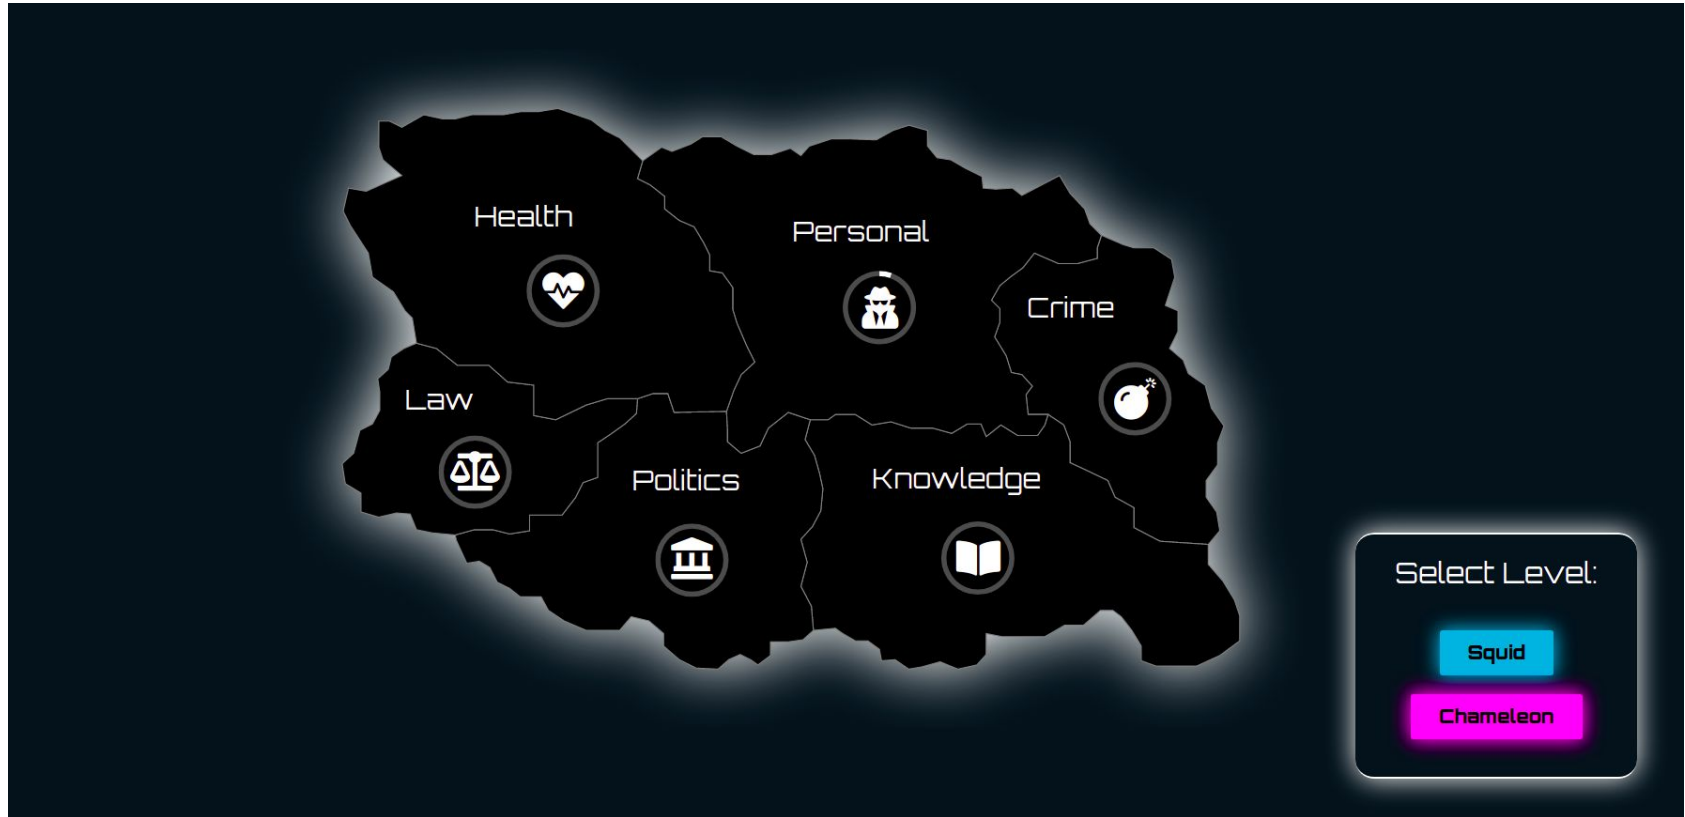 Health
Personal
Crime
Law
Politics
Knowledge
Select Level:
Squid
Chameleon